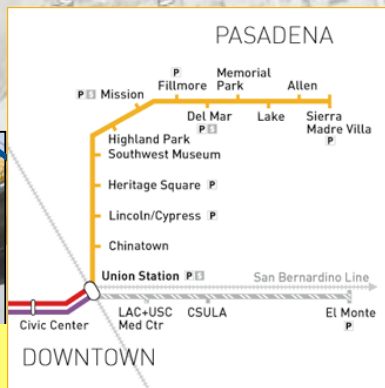 PASADENA
Memorial
P
Fillmore
Park
Allen
P $ Mission
Del Mar
P $
Lake
Sierra
Madre Villa
P
Highland Park
Southwest Museum
Heritage Square P
Lincoln/Cypress P
Chinatown
Union Station P $
San Bernardino Line
Civic Center
LAC+USC
Med Ctr
CSULA
El Monte
P
DOWNTOWN